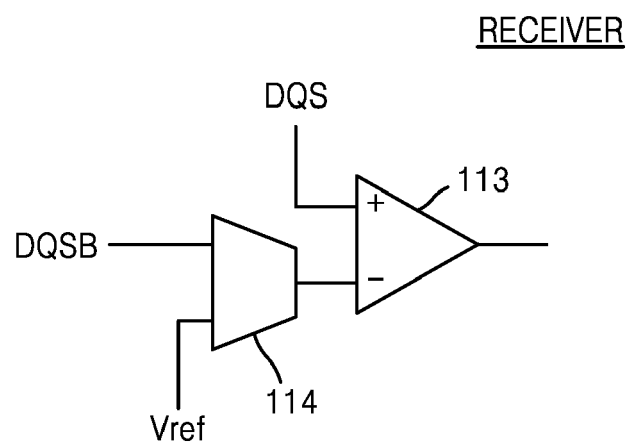 RECEIVER
DQS
113
+
DQSB
−
114
Vref